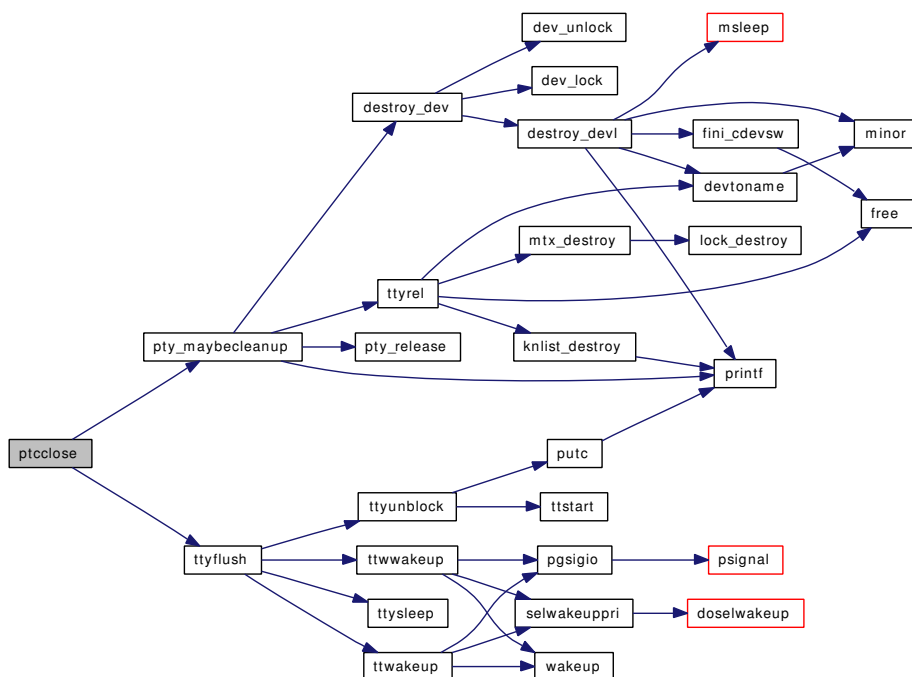 dev_unlock
msleep
dev_lock
destroy_dev
destroy_devl
fini_cdevsw
minor
devtoname
free
mtx_destroy
lock_destroy
ttyrel
pty_maybecleanup
pty_release
knlist_destroy
printf
ptcclose
putc
ttyunblock
ttstart
ttyflush
ttwwakeup
pgsigio
psignal
ttysleep
selwakeuppri
doselwakeup
ttwakeup
wakeup